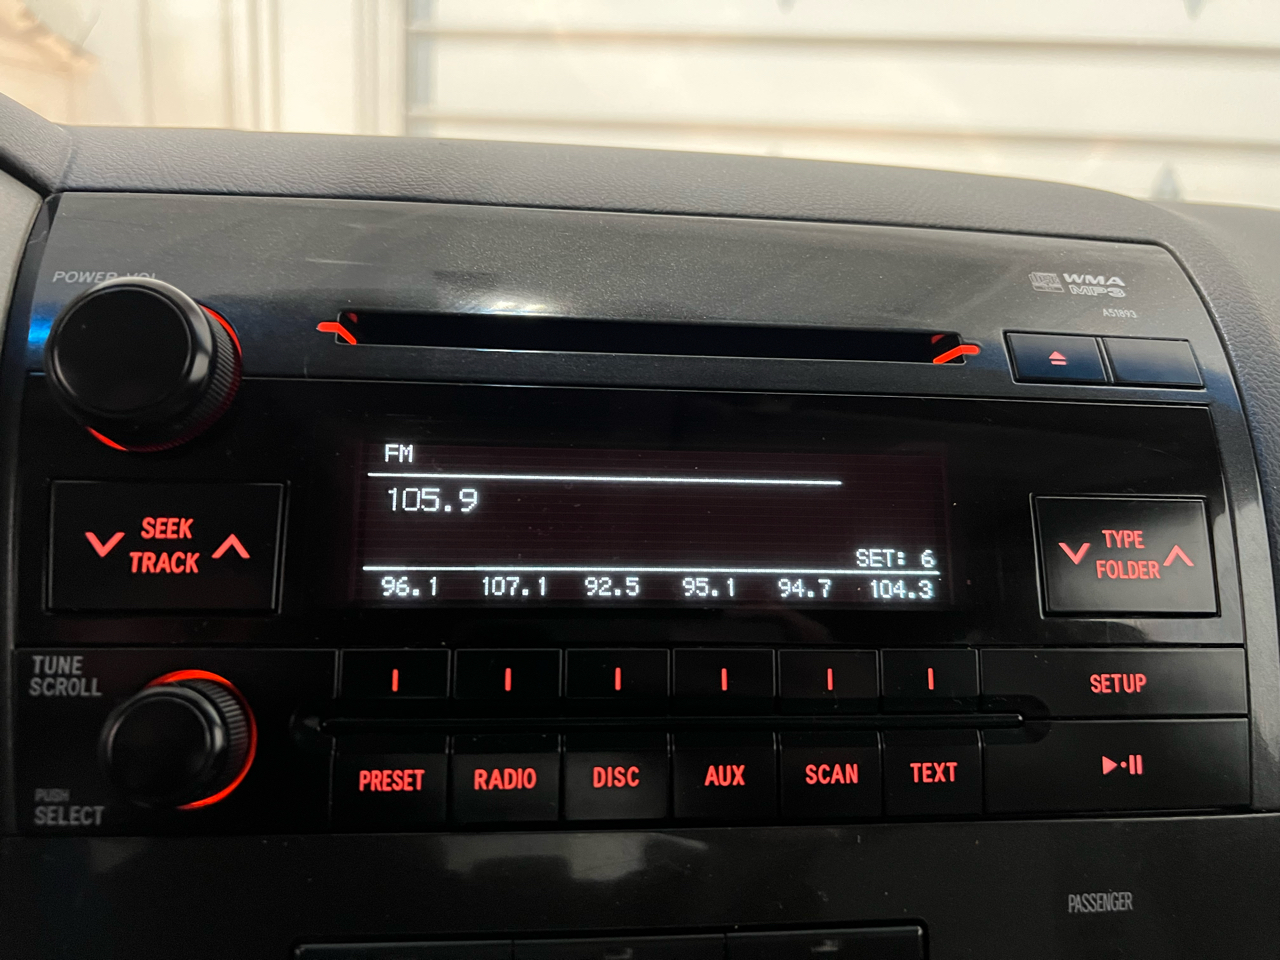 POWER VOL
WMA
MP3
A51893
FM
105.9
SEEK
TRACK
TYPE
FOLDER
SET: 6
96.1 107.1 92.5 95.1 94.7 104.3
TUNE
SCROLL
SETUP
PRESET RADIO DISC AUX SCAN TEXT
PUSH
SELECT
PASSENGER